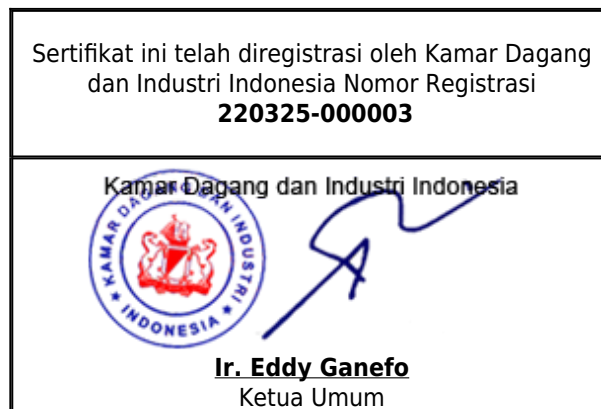 Sertifikat ini telah diregistrasi oleh Kamar Dagang
dan Industri Indonesia Nomor Registrasi
220325-000003
Kamar Dagang dan Industri Indonesia
KAMAR DAGANG DAN INDUSTRI
INDONESIA
Ir. Eddy Ganefo
Ketua Umum